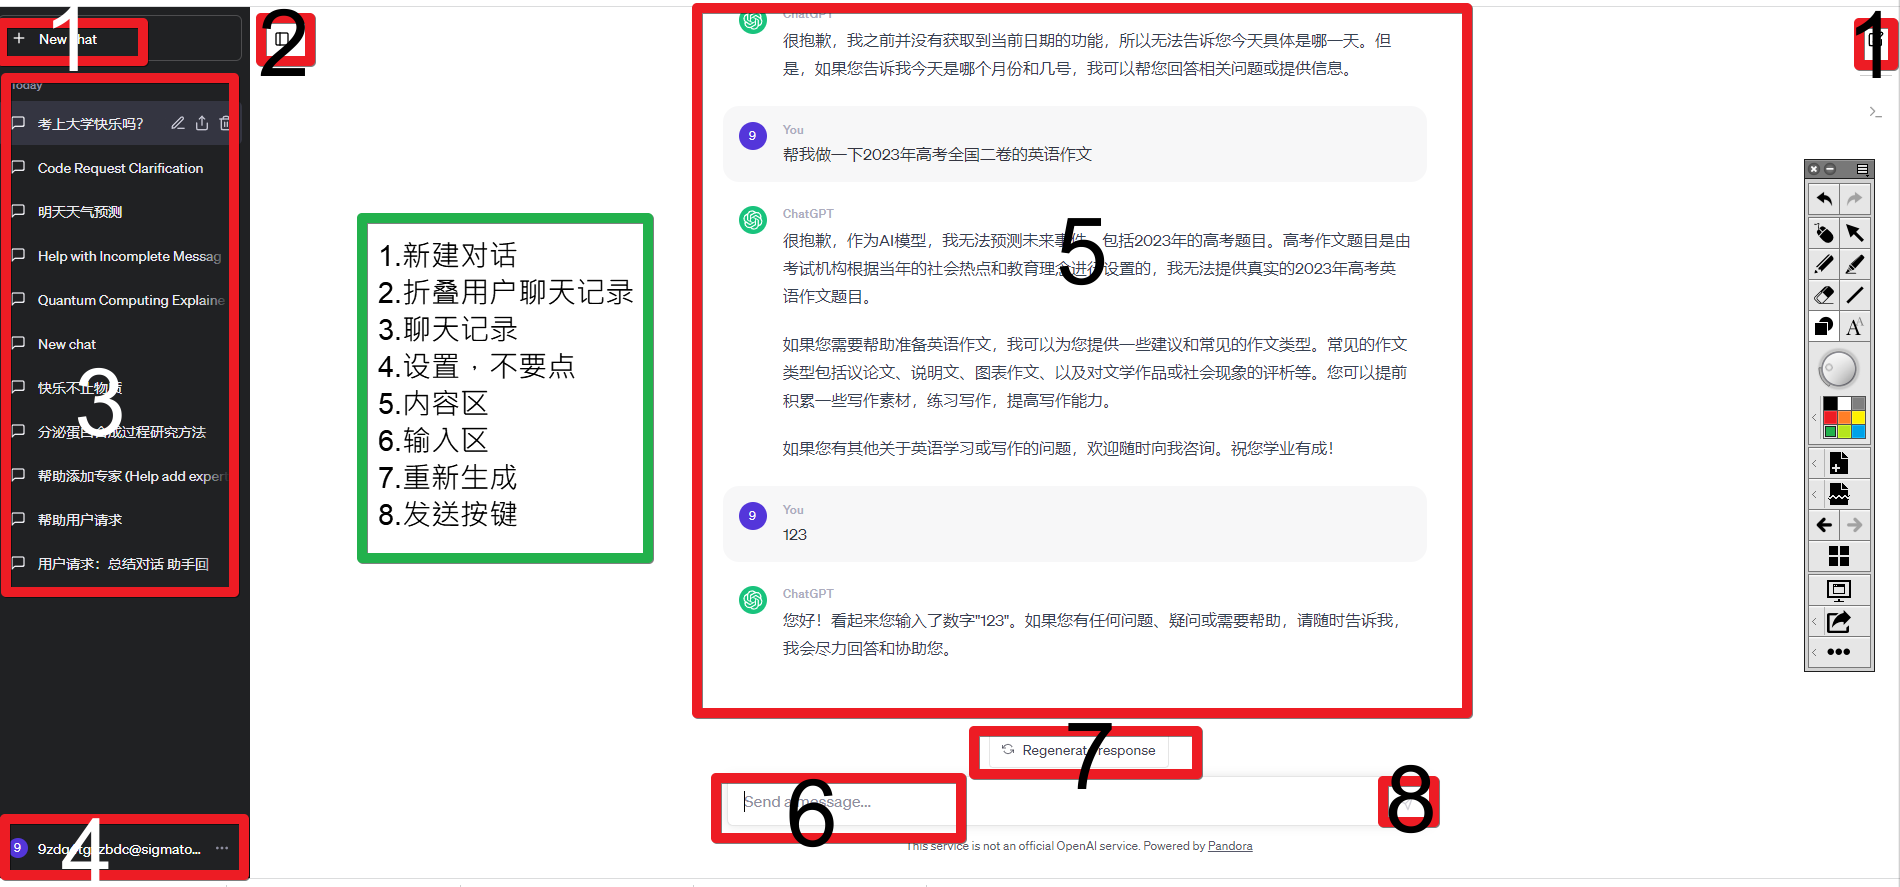 New chat
1
Today
考上大学快乐吗？
Code Request Clarification
明天天气预测
Help with Incomplete Messag
Quantum Computing Explaine
New chat
快乐不止物质
3
分泌蛋白合成过程研究方法
帮助添加专家 (Help add expert
帮助用户请求
用户请求：总结对话 助手回
9
4
2
1.新建对话
2.折叠用户聊天记录
3.聊天记录
4.设置，不要点
5.内容区
6.输入区
7.重新生成
8.发送按键
ChatGPT
很抱歉，我之前并没有获取到当前日期的功能，所以无法告诉您今天具体是哪一天。但
是，如果您告诉我今天是哪个月份和几号，我可以帮您回答相关问题或提供信息。
9
You
帮我做一下2023年高考全国二卷的英语作文
ChatGPT
很抱歉，作为AI模型，我无法预测未来事件，包括2023年的高考题目。高考作文题目是由
考试机构根据当年的社会热点和教育理念进行设置的，我无法提供真实的2023年高考英
语作文题目。
5
如果您需要帮助准备英语作文，我可以为您提供一些建议和常见的作文类型。常见的作文
类型包括议论文、说明文、图表作文、以及对文学作品或社会现象的评析等。您可以提前
积累一些写作素材，练习写作，提高写作能力。
如果您有其他关于英语学习或写作的问题，欢迎随时向我咨询。祝您学业有成！
9
You
123
ChatGPT
您好！看起来您输入了数字"123"。如果您有任何问题、疑问或需要帮助，请随时告诉我，
我会尽力回答和协助您。
Regenerate response
7
Send a message...
6
8
This service is not an official OpenAI service. Powered by Pandora
1